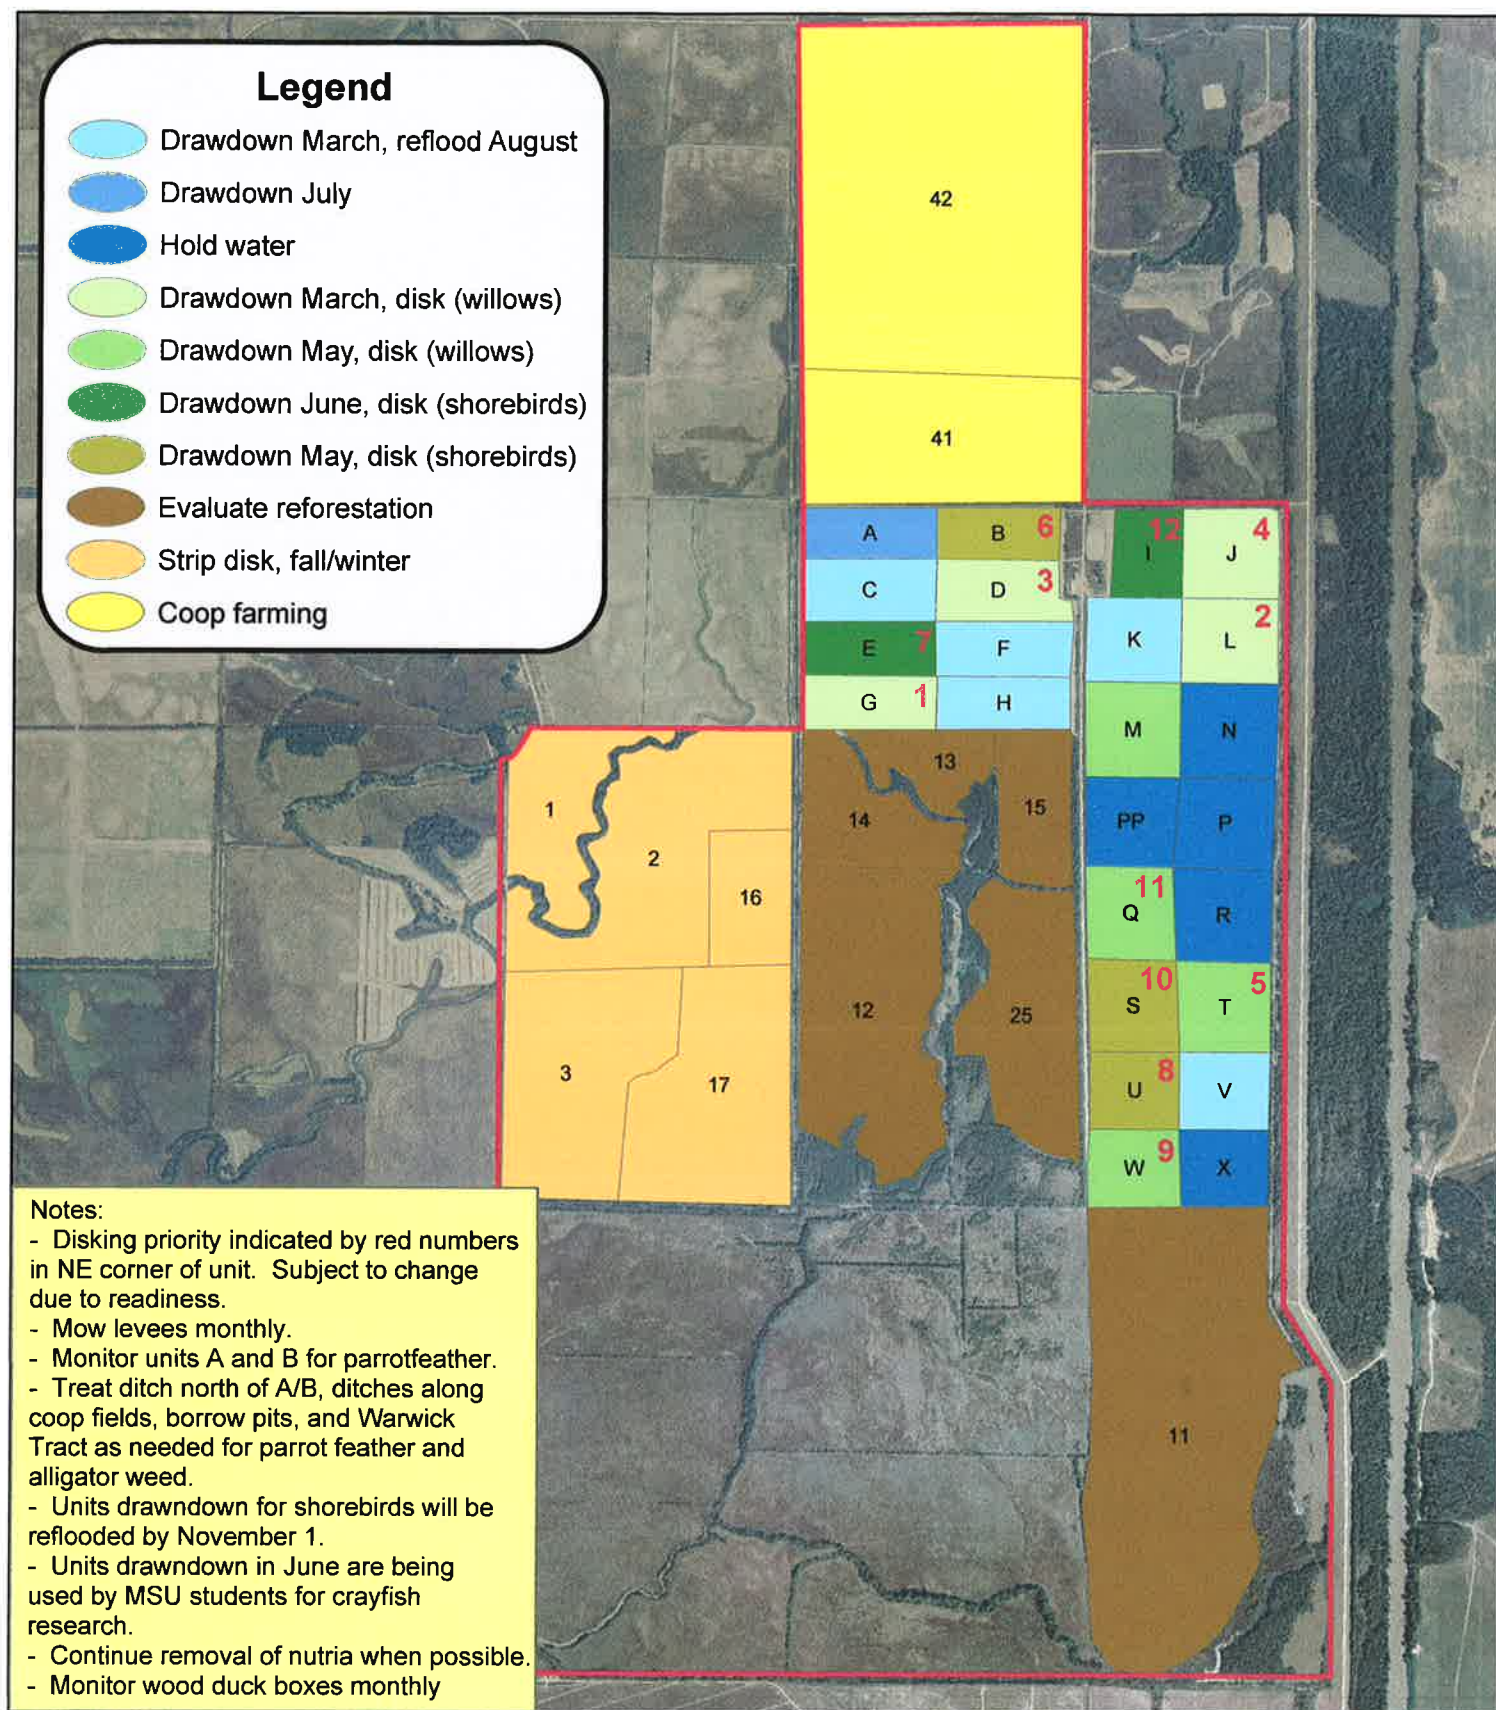 Legend
Drawdown March, reflood August
Drawdown July
Hold water
Drawdown March, disk (willows)
Drawdown May, disk (willows)
Drawdown June, disk (shorebirds)
Drawdown May, disk (shorebirds)
Evaluate reforestation
Strip disk, fall/winter
Coop farming
42
41
A
B 6
I 12
J 4
C
D 3
E 7
F
K
L 2
G 1
H
M
N
13
1
14
15
PP
P
2
16
Q 11
R
12
25
S 10
T 5
3
17
U 8
V
W 9
X
11
Notes:
- Disking priority indicated by red numbers
in NE corner of unit. Subject to change
due to readiness.
- Mow levees monthly.
- Monitor units A and B for parrotfeather.
- Treat ditch north of A/B, ditches along
coop fields, borrow pits, and Warwick
Tract as needed for parrot feather and
alligator weed.
- Units drawndown for shorebirds will be
reflooded by November 1.
- Units drawndown in June are being
used by MSU students for crayfish
research.
- Continue removal of nutria when possible.
- Monitor wood duck boxes monthly